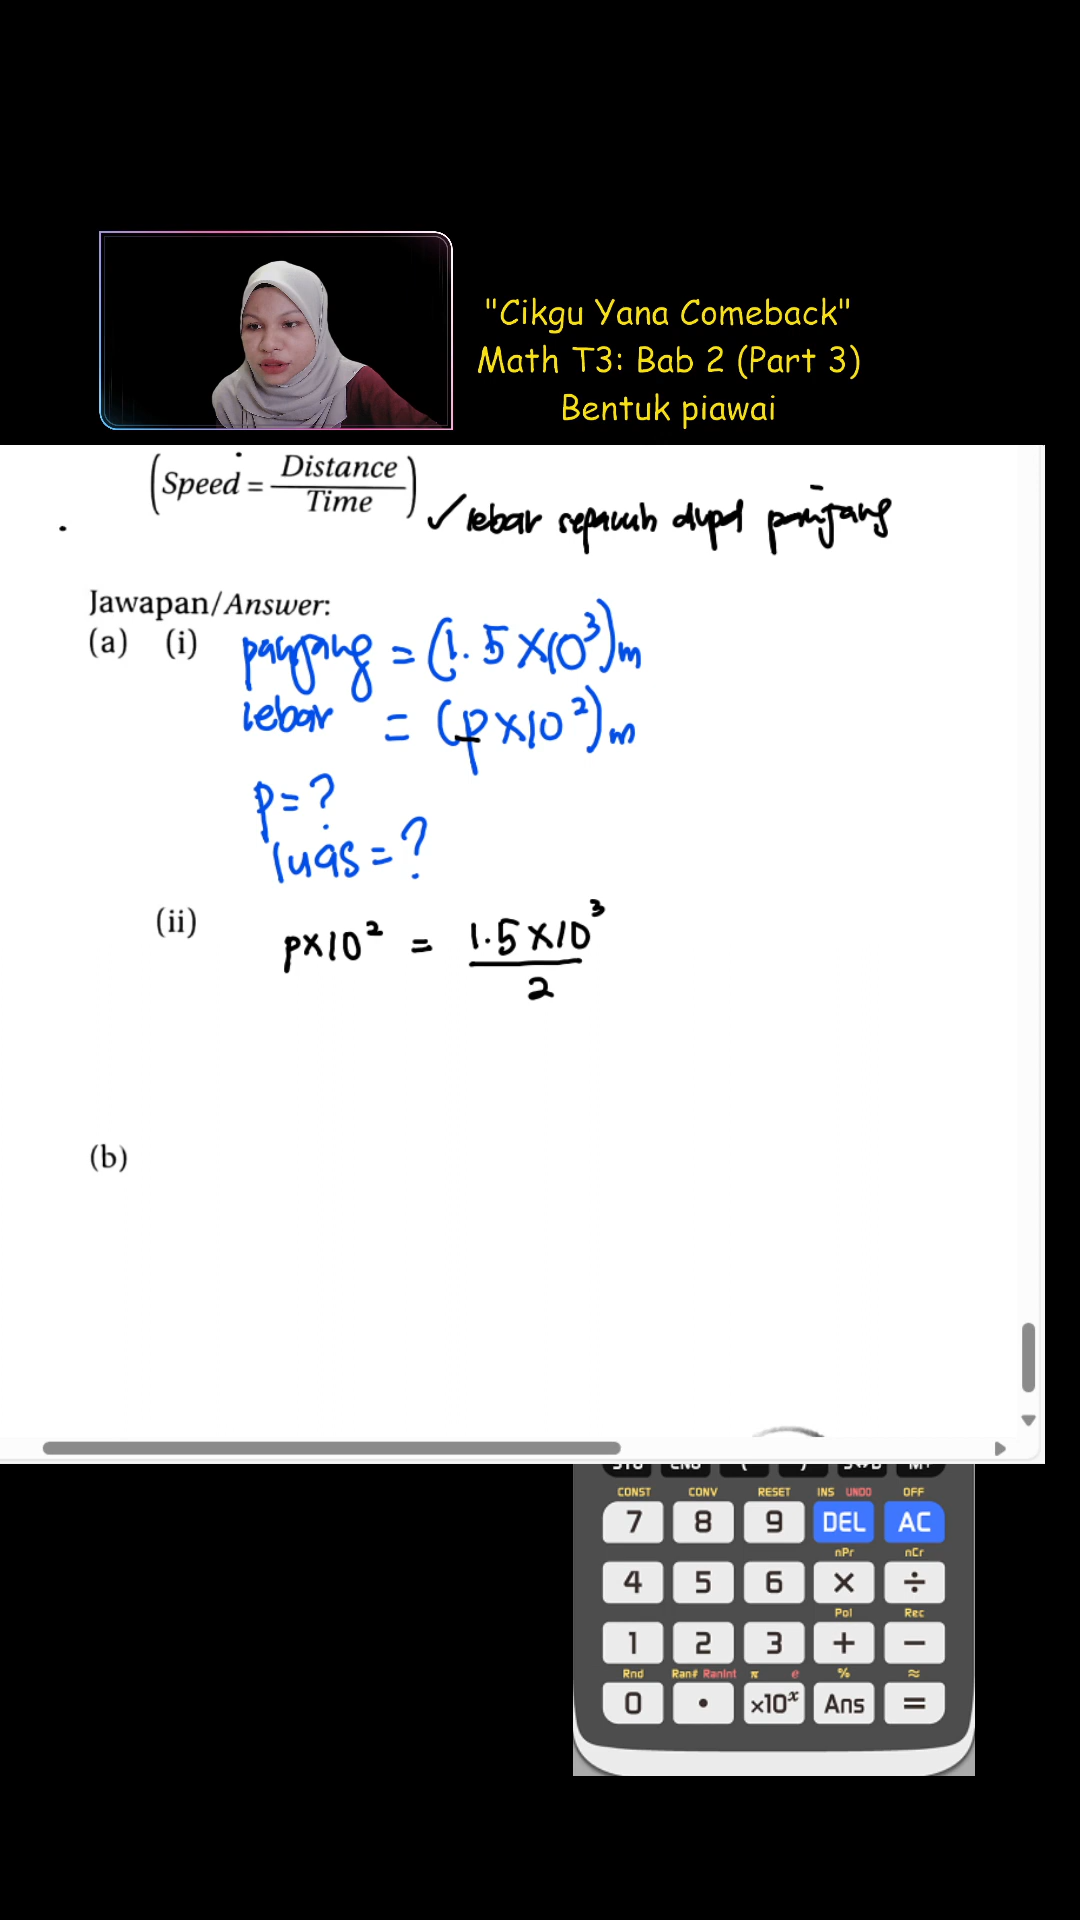 "Cikgu Yana Comeback"
Math T3: Bab 2 (Part 3)
Bentuk piawai
(Speed = Distance / Time)
✓ lebar separuh dvpd panjang
Jawapan/Answer:
(a) (i) panjang = (1.5 × 10³)m
lebar = (p × 10²)m
p = ?
luas = ?
(ii) p × 10² = 1.5 × 10³ / 2
(b)
CONST CONV RESET INS UNDO OFF
7 8 9 DEL AC
nPr nCr
4 5 6 × ÷
Pol Rec
1 2 3 + −
Rnd Ran# RanInt π e % ≈
0 • ×10ˣ Ans =